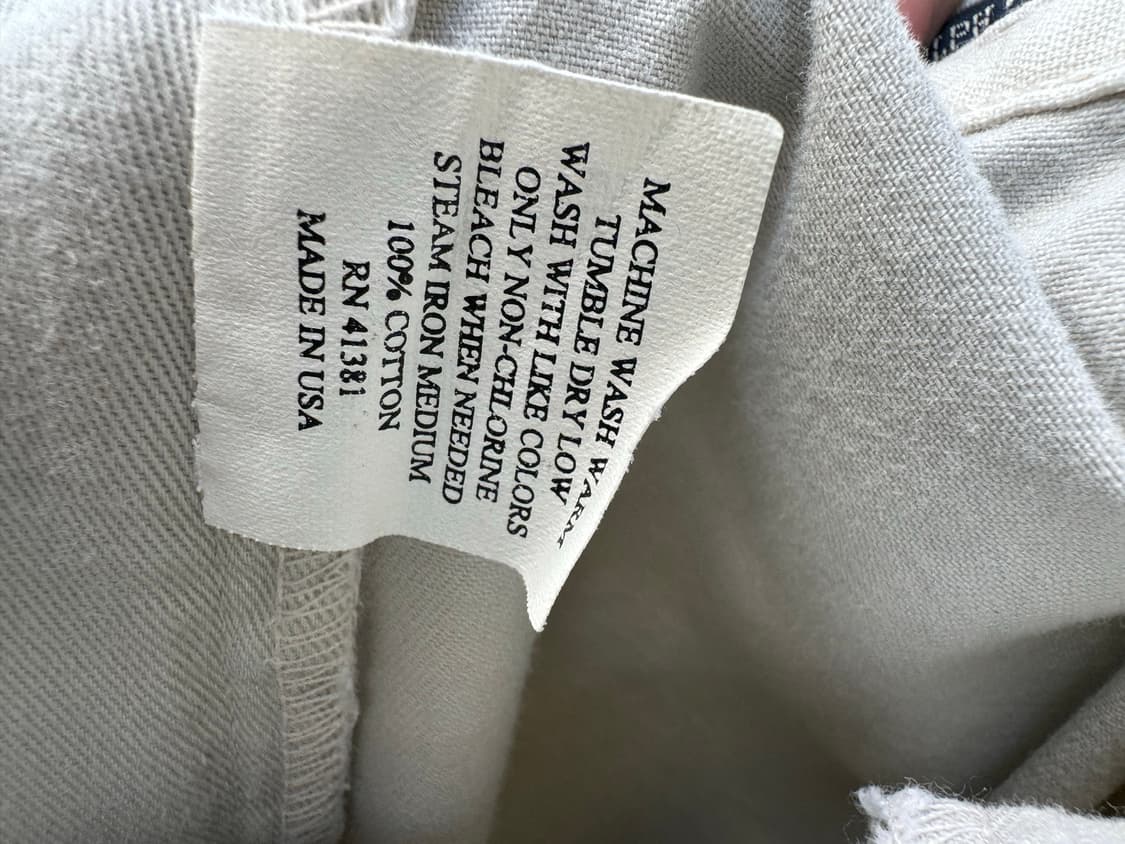 MACHINE WASH WARM
TUMBLE DRY LOW
WASH WITH LIKE COLORS
ONLY NON-CHLORINE
BLEACH WHEN NEEDED
STEAM IRON MEDIUM
100% COTTON
RN 41381
MADE IN USA